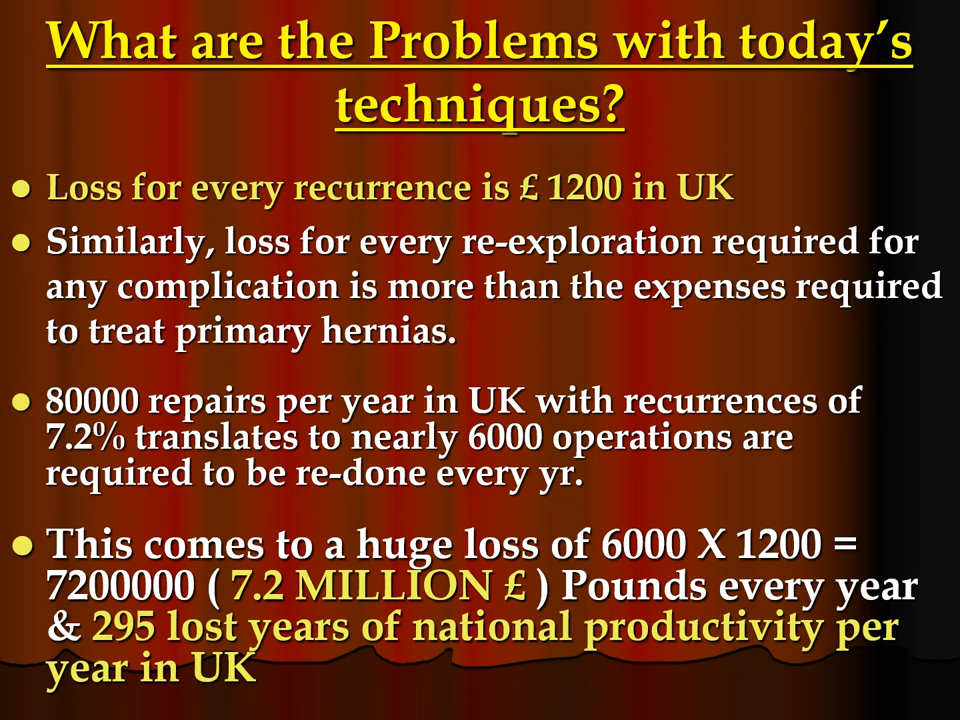 What are the Problems with today’s
techniques?
● Loss for every recurrence is £ 1200 in UK
● Similarly, loss for every re-exploration required for
any complication is more than the expenses required
to treat primary hernias.
● 80000 repairs per year in UK with recurrences of
7.2% translates to nearly 6000 operations are
required to be re-done every yr.
● This comes to a huge loss of 6000 X 1200 =
7200000 ( 7.2 MILLION £ ) Pounds every year
& 295 lost years of national productivity per
year in UK